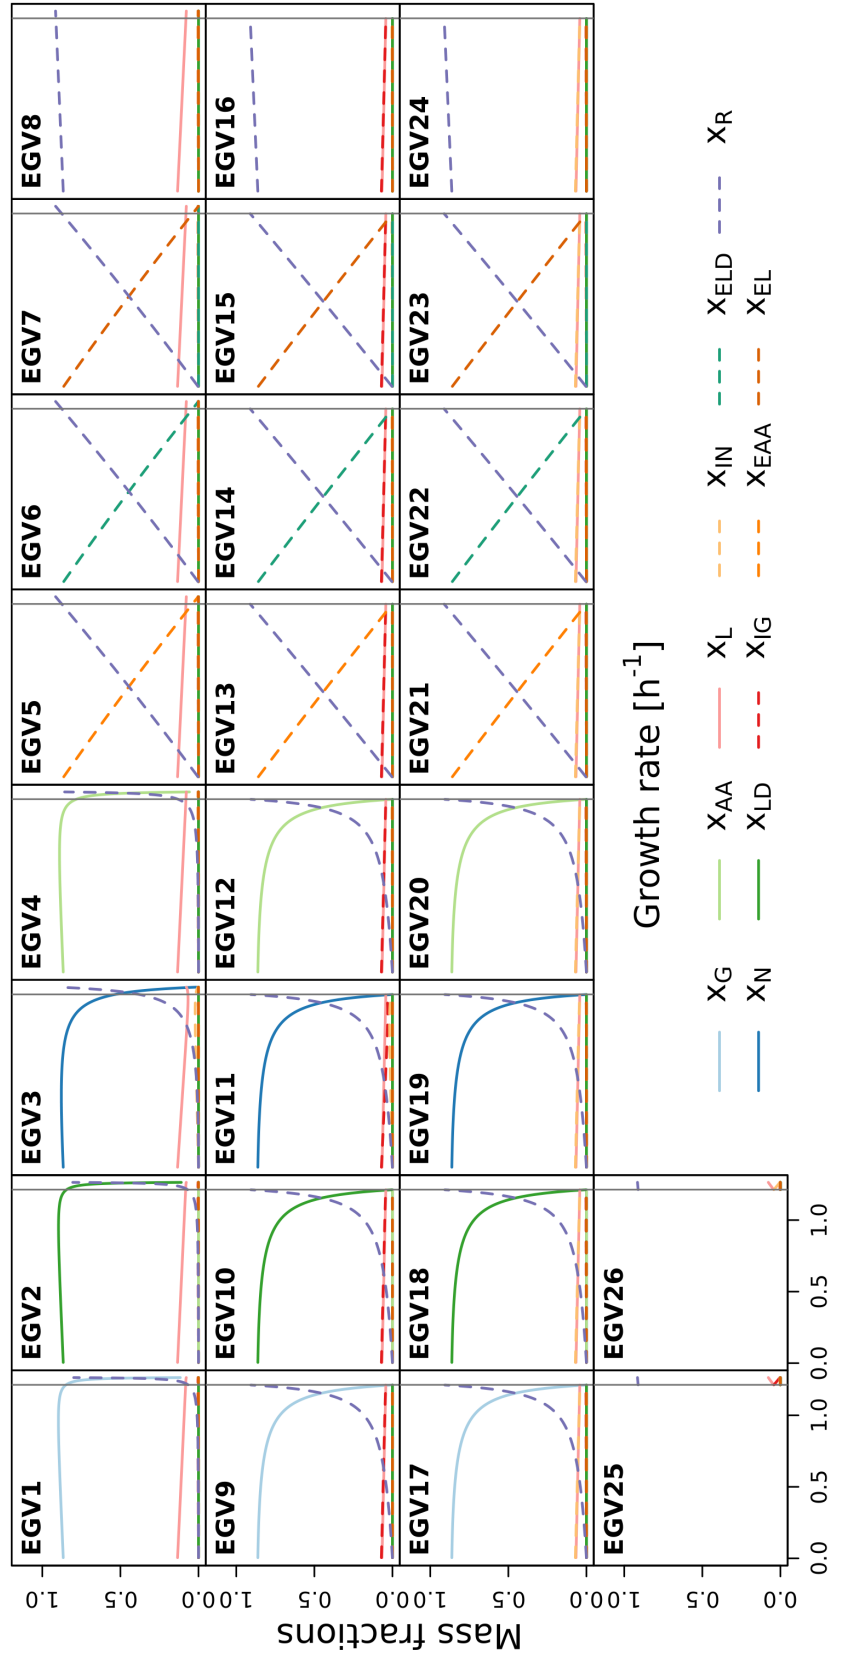 EGV1
EGV2
EGV3
EGV4
EGV5
EGV6
EGV7
EGV8
EGV9
EGV10
EGV11
EGV12
EGV13
EGV14
EGV15
EGV16
EGV17
EGV18
EGV19
EGV20
EGV21
EGV22
EGV23
EGV24
EGV25
EGV26
Mass fractions
1.0
0.5
0.0
1.0
0.5
0.0
1.0
0.5
0.0
1.0
0.5
0.0
0.0 0.5 1.0
0.0 0.5 1.0
Growth rate [h-1]
XG XAA XL XIN XELD XR
XN XLD XIG XEAA XEL